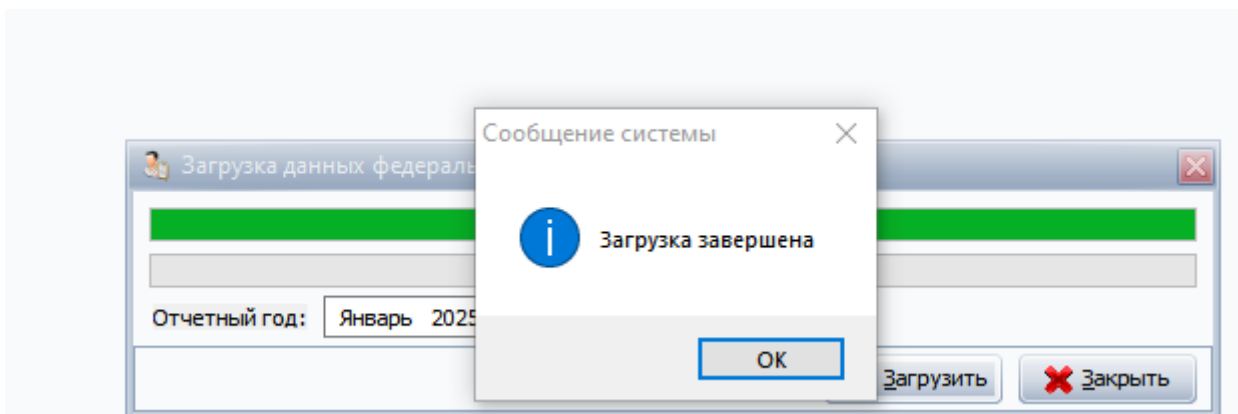 Сообщение системы
Загрузка данных федераль
Загрузка завершена
Отчетный год: Январь 2025
OK
Загрузить
Закрыть